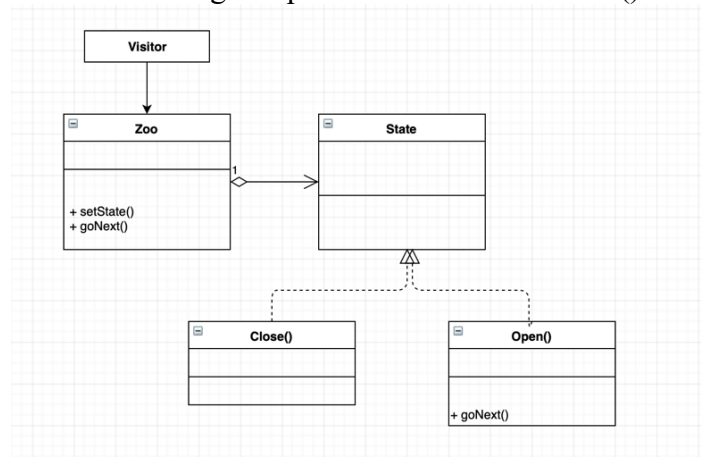 ()
Visitor
Zoo
State
1
+ setState()
+ goNext()
Close()
Open()
+ goNext()